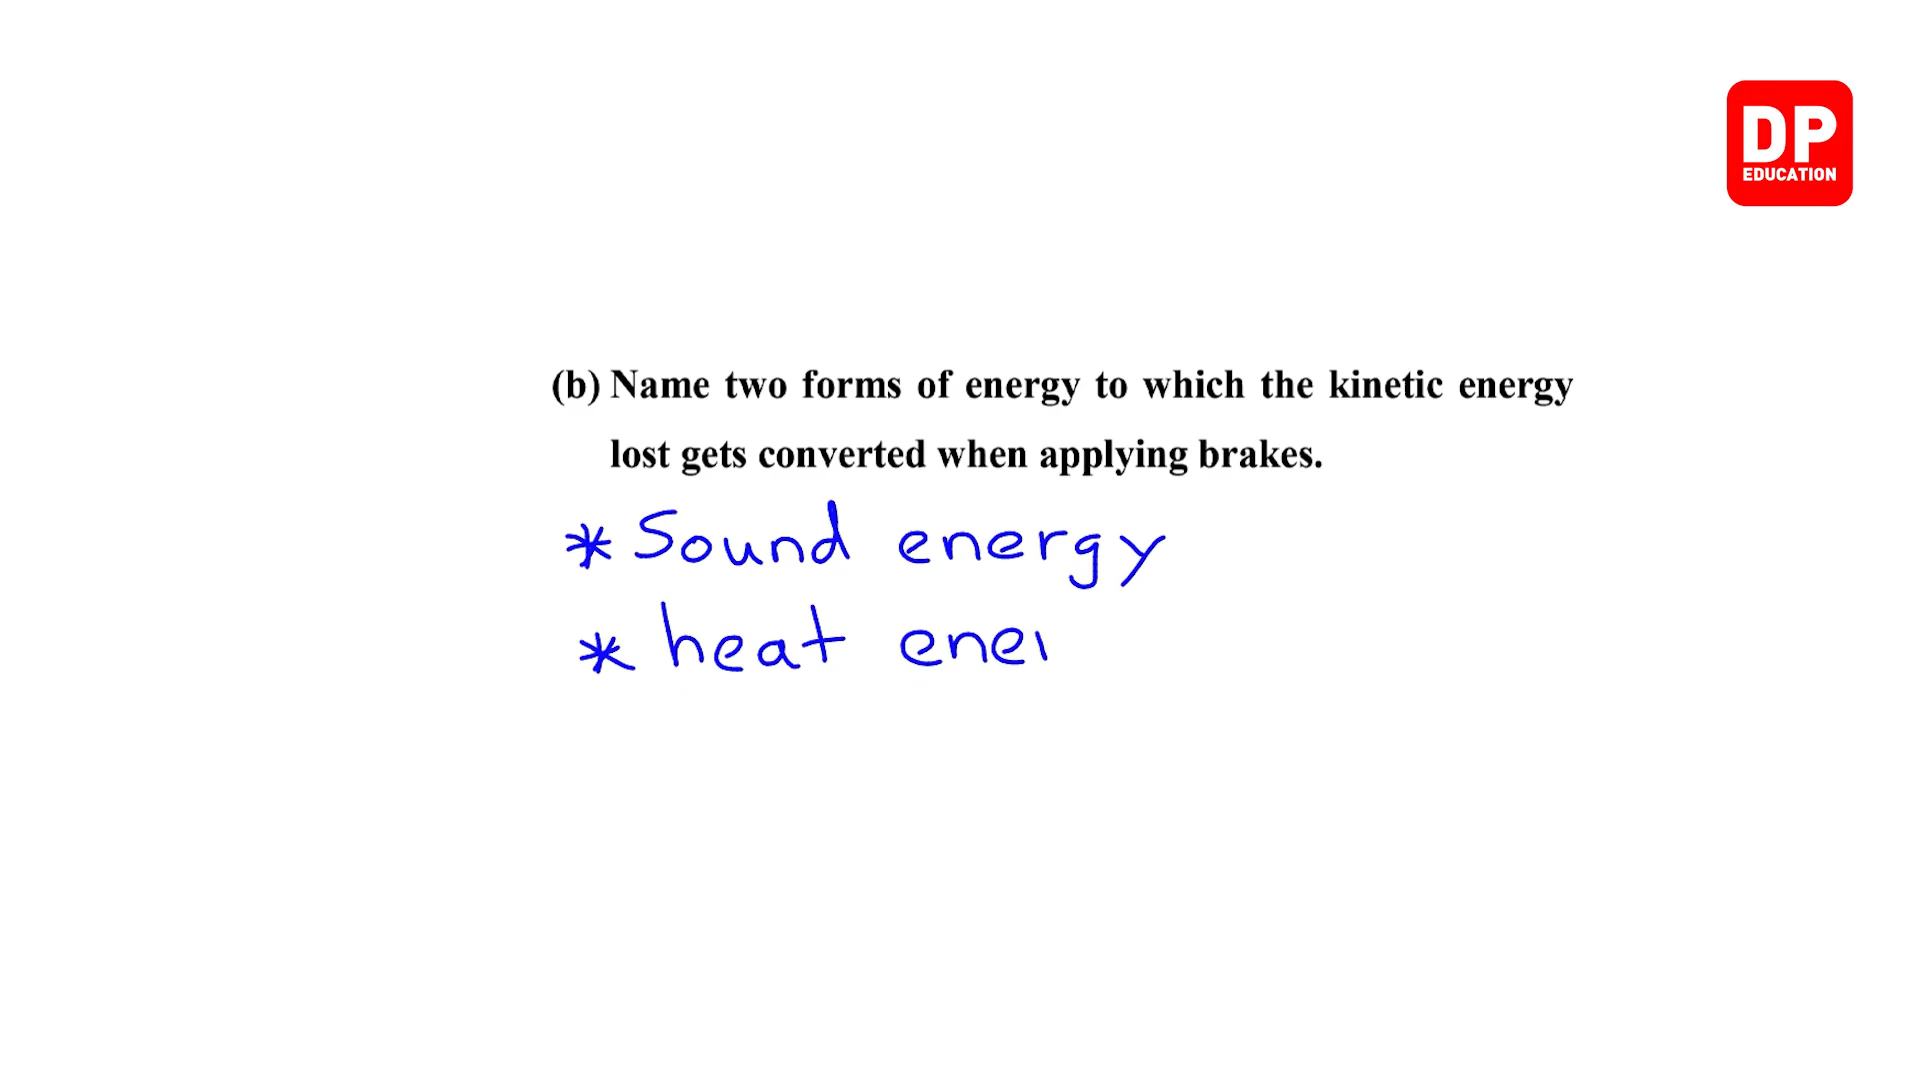 DP
EDUCATION
(b) Name two forms of energy to which the kinetic energy
lost gets converted when applying brakes.
* Sound energy
* heat ener